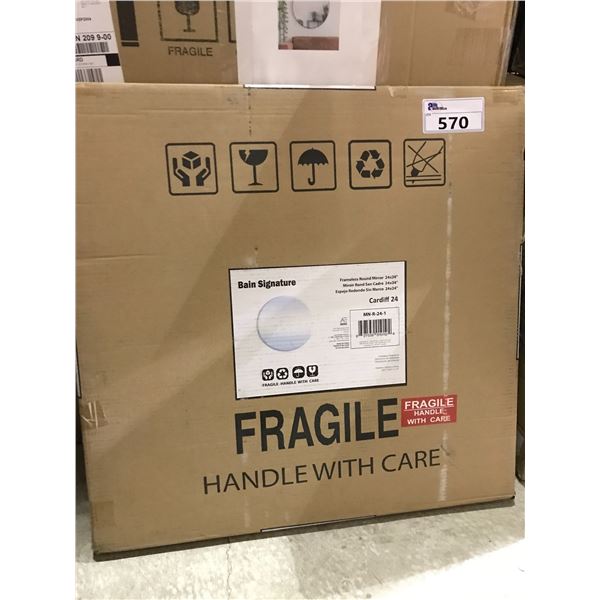 N 209 9-00
FRAGILE
570
Bain Signature
Frameless Round Mirror 24x24"
Miroir Rond San Cadre 24x24"
Espejo Redondo Sin Marco 24x24"
Cardiff 24
MN-R-24-1
FRAGILE HANDLE WITH CARE
FRAGILE
FRAGILE
HANDLE
WITH CARE
HANDLE WITH CARE